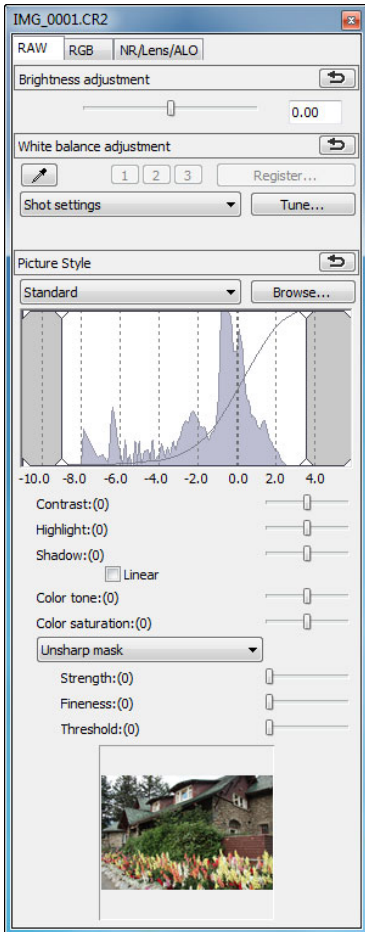 IMG_0001.CR2
RAW RGB NR/Lens/ALO
Brightness adjustment
0.00
White balance adjustment
1 2 3 Register...
Shot settings Tune...
Picture Style
Standard Browse...
-10.0 -8.0 -6.0 -4.0 -2.0 0.0 2.0 4.0
Contrast:(0)
Highlight:(0)
Shadow:(0)
Linear
Color tone:(0)
Color saturation:(0)
Unsharp mask
Strength:(0)
Fineness:(0)
Threshold:(0)